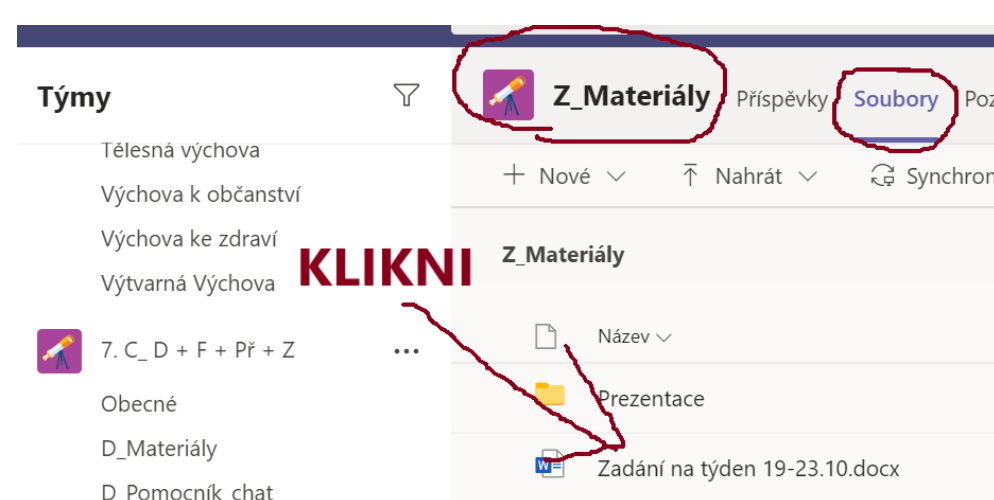 Týmy
Tělesná výchova
Výchova k občanství
Výchova ke zdraví
Výtvarná Výchova
7. C_ D + F + Př + Z
Obecné
D_Materiály
D_Pomocník_chat
Z_Materiály Příspěvky Soubory Poz
+ Nové Nahrát Synchron
Z_Materiály
KLIKNI
Název
Prezentace
Zadání na týden 19-23.10.docx